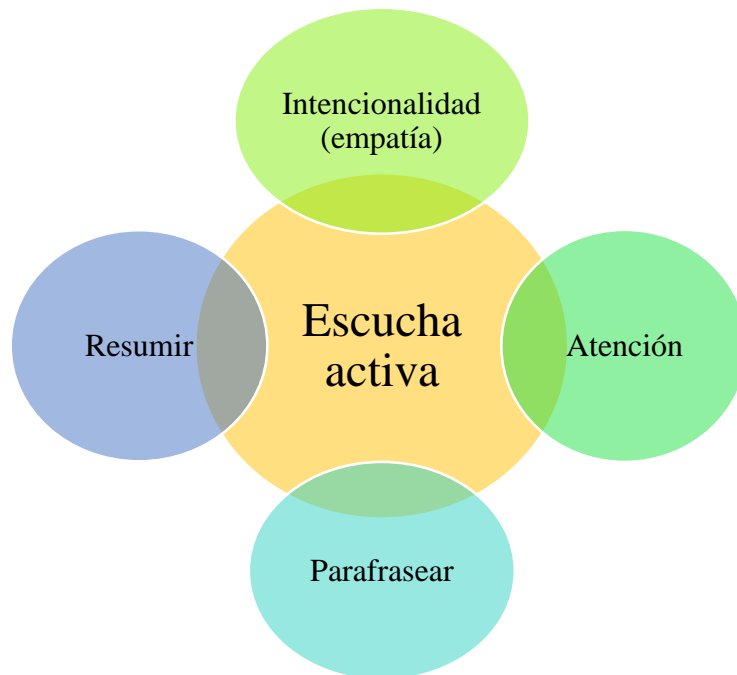 Intencionalidad
(empatía)
Resumir
Escucha
activa
Atención
Parafrasear